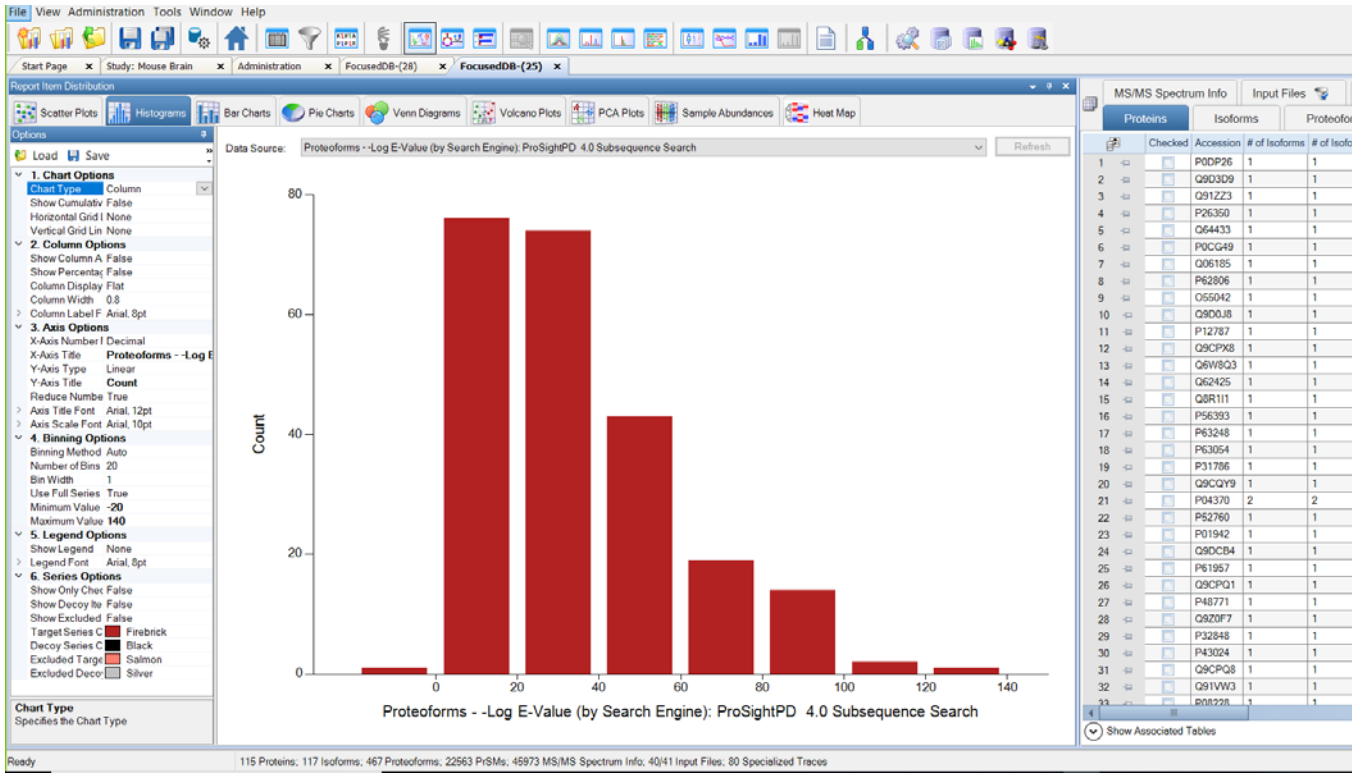 File View Administration Tools Window Help
Start Page x Study: Mouse Brain x Administration x FocusedDB-(28) x FocusedDB-(25) x
Report Item Distribution
Scatter Plots Histograms Bar Charts Pie Charts Venn Diagrams Volcano Plots PCA Plots Sample Abundances Heat Map
Options
Load Save »
Data Source: Proteoforms - -Log E-Value (by Search Engine): ProSightPD 4.0 Subsequence Search Refresh
1. Chart Options
Chart Type Column
Show Cumulativ False
Horizontal Grid l None
Vertical Grid Lin None
2. Column Options
Show Column A False
Show Percentag False
Column Display Flat
Column Width 0.8
Column Label F Arial, 8pt
3. Axis Options
X-Axis Number l Decimal
X-Axis Title Proteoforms - -Log E
Y-Axis Type Linear
Y-Axis Title Count
Reduce Numbe True
Axis Title Font Arial, 12pt
Axis Scale Font Arial, 10pt
4. Binning Options
Binning Method Auto
Number of Bins 20
Bin Width 1
Use Full Series True
Minimum Value -20
Maximum Value 140
5. Legend Options
Show Legend None
Legend Font Arial, 8pt
6. Series Options
Show Only Chec False
Show Decoy Ite False
Show Excluded False
Target Series C Firebrick
Decoy Series C Black
Excluded Targe Salmon
Excluded Deco Silver
Chart Type
Specifies the Chart Type
80
60
40
20
0
Count
0 20 40 60 80 100 120 140
Proteoforms - -Log E-Value (by Search Engine): ProSightPD 4.0 Subsequence Search
MS/MS Spectrum Info Input Files
Proteins Isoforms Proteofor
Checked Accession # of Isoforms # of Isofo
1 P0DP26 1 1
2 Q9D3D9 1 1
3 Q91ZZ3 1 1
4 P26350 1 1
5 Q64433 1 1
6 P0CG49 1 1
7 Q06185 1 1
8 P62806 1 1
9 O55042 1 1
10 Q9D0J8 1 1
11 P12787 1 1
12 Q9CPX8 1 1
13 Q6W8Q3 1 1
14 Q62425 1 1
15 Q8R1I1 1 1
16 P56393 1 1
17 P63248 1 1
18 P63054 1 1
19 P31786 1 1
20 Q9CQY9 1 1
21 P04370 2 2
22 P52760 1 1
23 P01942 1 1
24 Q9DCB4 1 1
25 P61957 1 1
26 Q9CPQ1 1 1
27 P48771 1 1
28 Q9Z0F7 1 1
29 P32848 1 1
30 P43024 1 1
31 Q9CPQ8 1 1
32 Q91VW3 1 1
33 P08228 1 1
Show Associated Tables
Ready 115 Proteins; 117 Isoforms; 467 Proteoforms; 22563 PrSMs; 45973 MS/MS Spectrum Info; 40/41 Input Files; 80 Specialized Traces